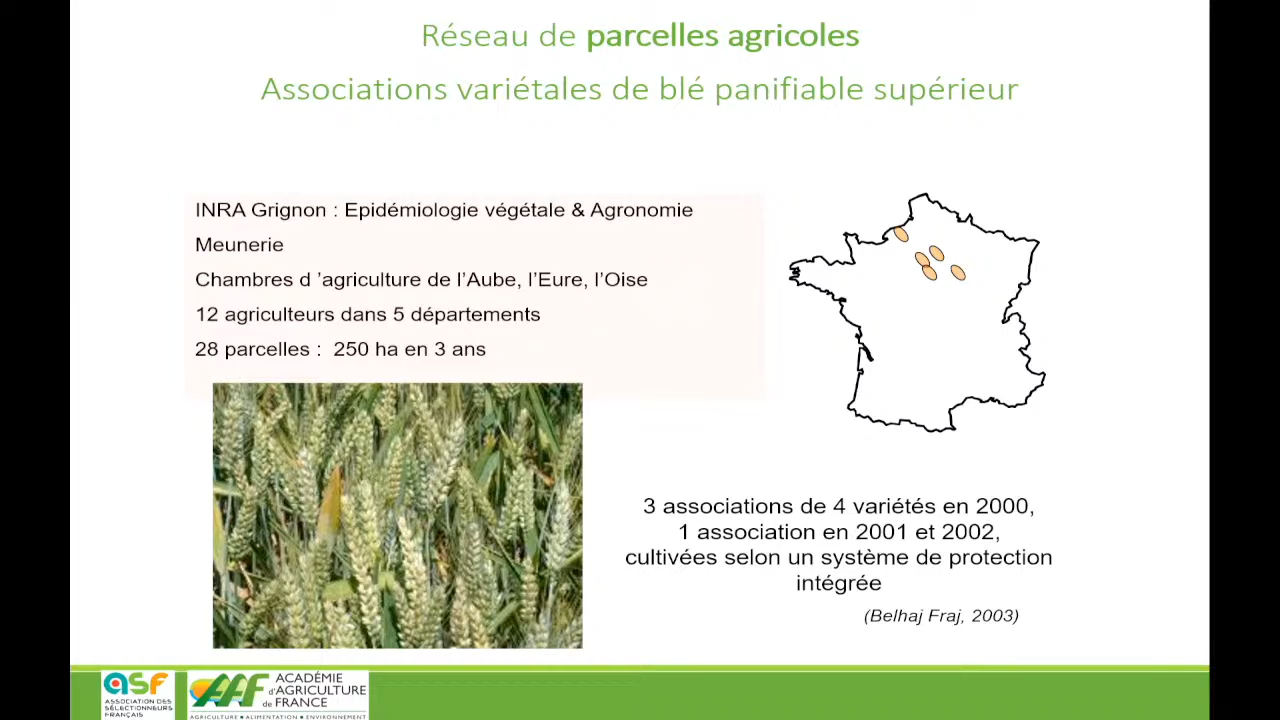 Réseau de parcelles agricoles
Associations variétales de blé panifiable supérieur
INRA Grignon : Epidémiologie végétale & Agronomie
Meunerie
Chambres d ’agriculture de l’Aube, l’Eure, l’Oise
12 agriculteurs dans 5 départements
28 parcelles : 250 ha en 3 ans
3 associations de 4 variétés en 2000,
1 association en 2001 et 2002,
cultivées selon un système de protection
intégrée
(Belhaj Fraj, 2003)
asf
ASSOCIATION DES
SÉLECTIONNEURS
FRANÇAIS
AAF
ACADÉMIE
d'AGRICULTURE
de FRANCE
AGRICULTURE • ALIMENTATION • ENVIRONNEMENT